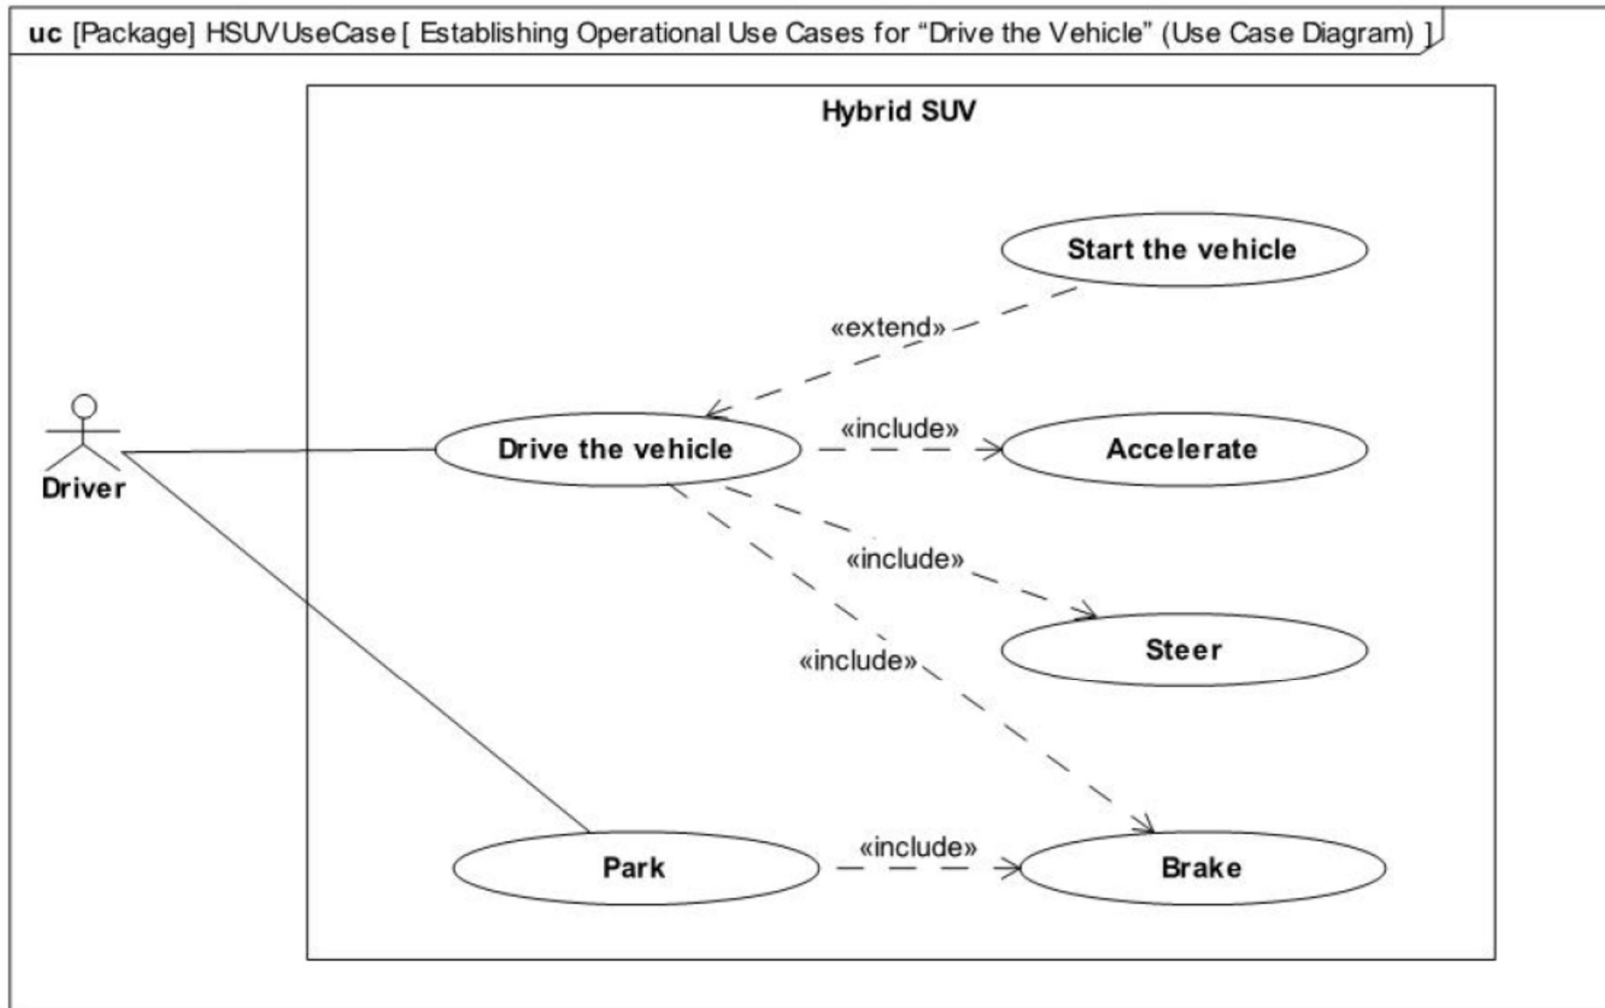 uc [Package] HSUVUseCase [ Establishing Operational Use Cases for “Drive the Vehicle” (Use Case Diagram) ]
Hybrid SUV
Start the vehicle
«extend»
«include»
Drive the vehicle
Accelerate
Driver
«include»
Steer
«include»
«include»
Park
Brake